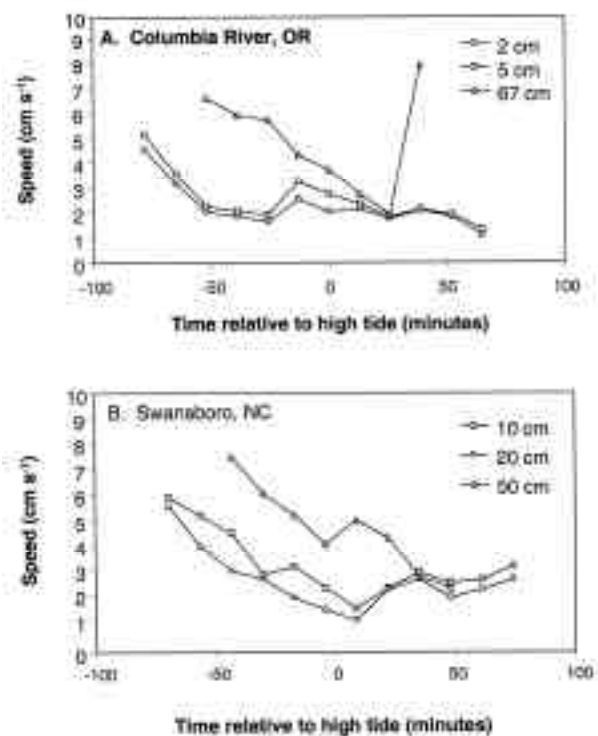 A. Columbia River, OR
2 cm
5 cm
67 cm
10
9
8
7
6
5
4
3
2
1
0
Speed (cm s⁻¹)
-100
-50
0
50
100
Time relative to high tide (minutes)
B. Swansboro, NC
10 cm
20 cm
50 cm
10
9
8
7
6
5
4
3
2
1
0
Speed (cm s⁻¹)
-100
-50
0
50
100
Time relative to high tide (minutes)